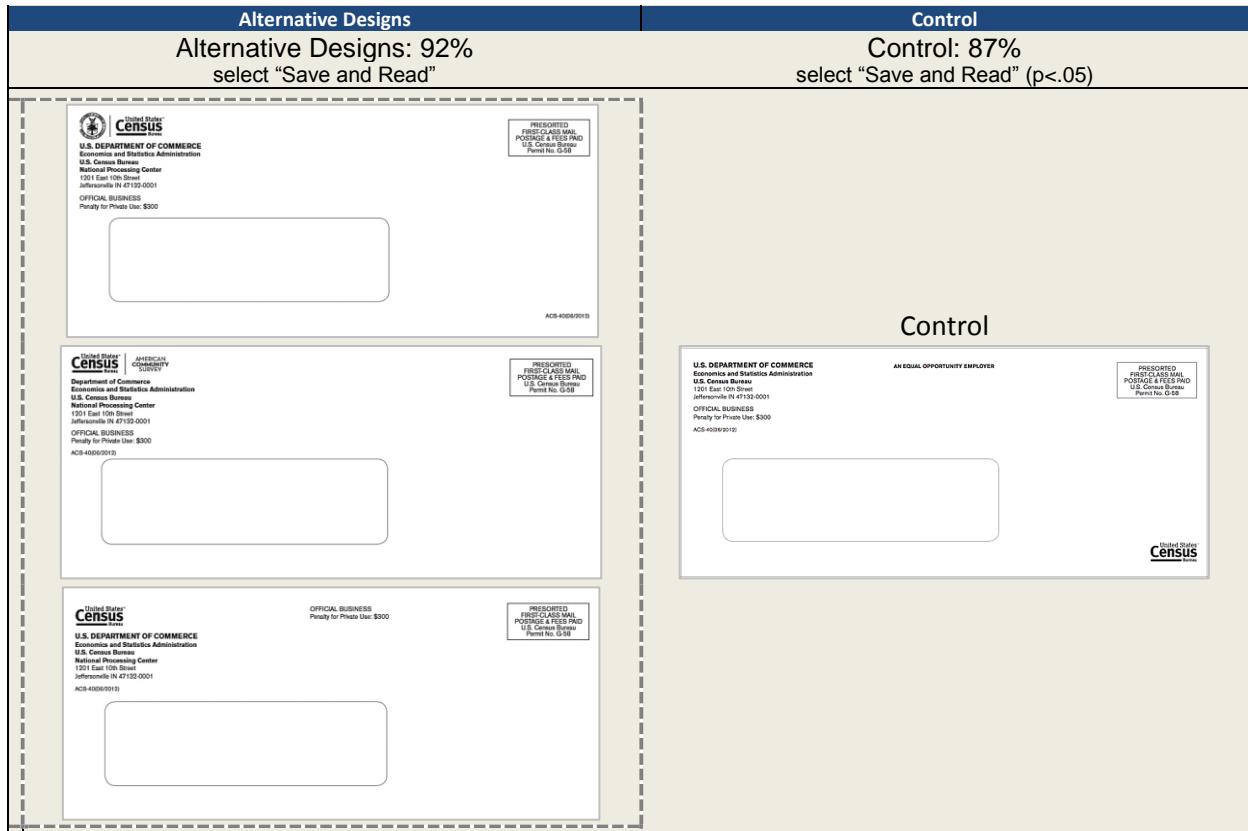 Alternative Designs
Control
Alternative Designs: 92%
select “Save and Read”
Control: 87%
select “Save and Read” (p<.05)
United States®
Census
Bureau
U.S. DEPARTMENT OF COMMERCE
Economics and Statistics Administration
U.S. Census Bureau
National Processing Center
1201 East 10th Street
Jeffersonville IN 47132-0001
OFFICIAL BUSINESS
Penalty for Private Use: $300
PRESORTED
FIRST-CLASS MAIL
POSTAGE & FEES PAID
U.S. Census Bureau
Permit No. G-58
ACS-40(06/2013)
United States®
Census
Bureau
AMERICAN
COMMUNITY
SURVEY
Department of Commerce
Economics and Statistics Administration
U.S. Census Bureau
National Processing Center
1201 East 10th Street
Jeffersonville IN 47132-0001
OFFICIAL BUSINESS
Penalty for Private Use: $300
ACS-40(06/2012)
PRESORTED
FIRST-CLASS MAIL
POSTAGE & FEES PAID
U.S. Census Bureau
Permit No. G-58
United States®
Census
Bureau
U.S. DEPARTMENT OF COMMERCE
Economics and Statistics Administration
U.S. Census Bureau
National Processing Center
1201 East 10th Street
Jeffersonville IN 47132-0001
ACS-40(06/2012)
OFFICIAL BUSINESS
Penalty for Private Use: $300
PRESORTED
FIRST-CLASS MAIL
POSTAGE & FEES PAID
U.S. Census Bureau
Permit No. G-58
Control
U.S. DEPARTMENT OF COMMERCE
Economics and Statistics Administration
U.S. Census Bureau
1201 East 10th Street
Jeffersonville IN 47132-0001
OFFICIAL BUSINESS
Penalty for Private Use: $300
ACS-40(06/2012)
AN EQUAL OPPORTUNITY EMPLOYER
PRESORTED
FIRST-CLASS MAIL
POSTAGE & FEES PAID
U.S. Census Bureau
Permit No. G-58
United States®
Census
Bureau